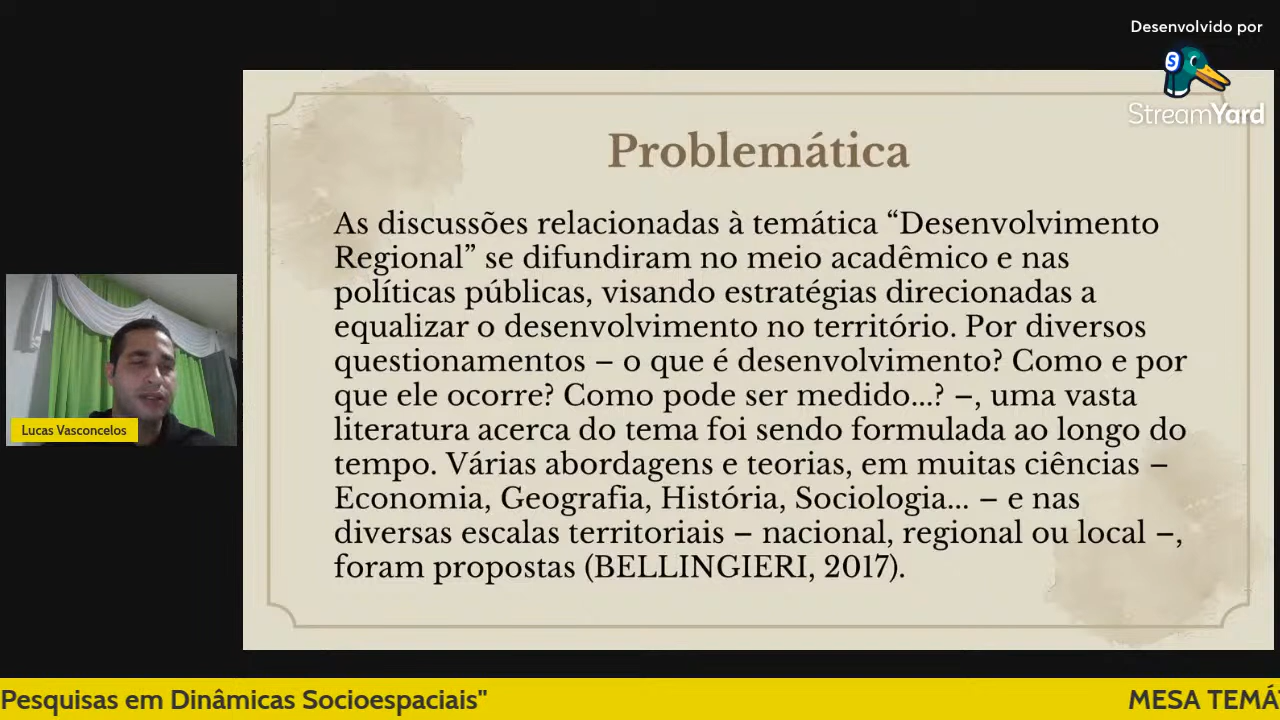 Desenvolvido por
StreamYard
Problemática
As discussões relacionadas à temática “Desenvolvimento
Regional” se difundiram no meio acadêmico e nas
políticas públicas, visando estratégias direcionadas a
equalizar o desenvolvimento no território. Por diversos
questionamentos – o que é desenvolvimento? Como e por
que ele ocorre? Como pode ser medido...? –, uma vasta
literatura acerca do tema foi sendo formulada ao longo do
tempo. Várias abordagens e teorias, em muitas ciências –
Economia, Geografia, História, Sociologia... – e nas
diversas escalas territoriais – nacional, regional ou local –,
foram propostas (BELLINGIERI, 2017).
Lucas Vasconcelos
Pesquisas em Dinâmicas Socioespaciais" MESA TEMÁ